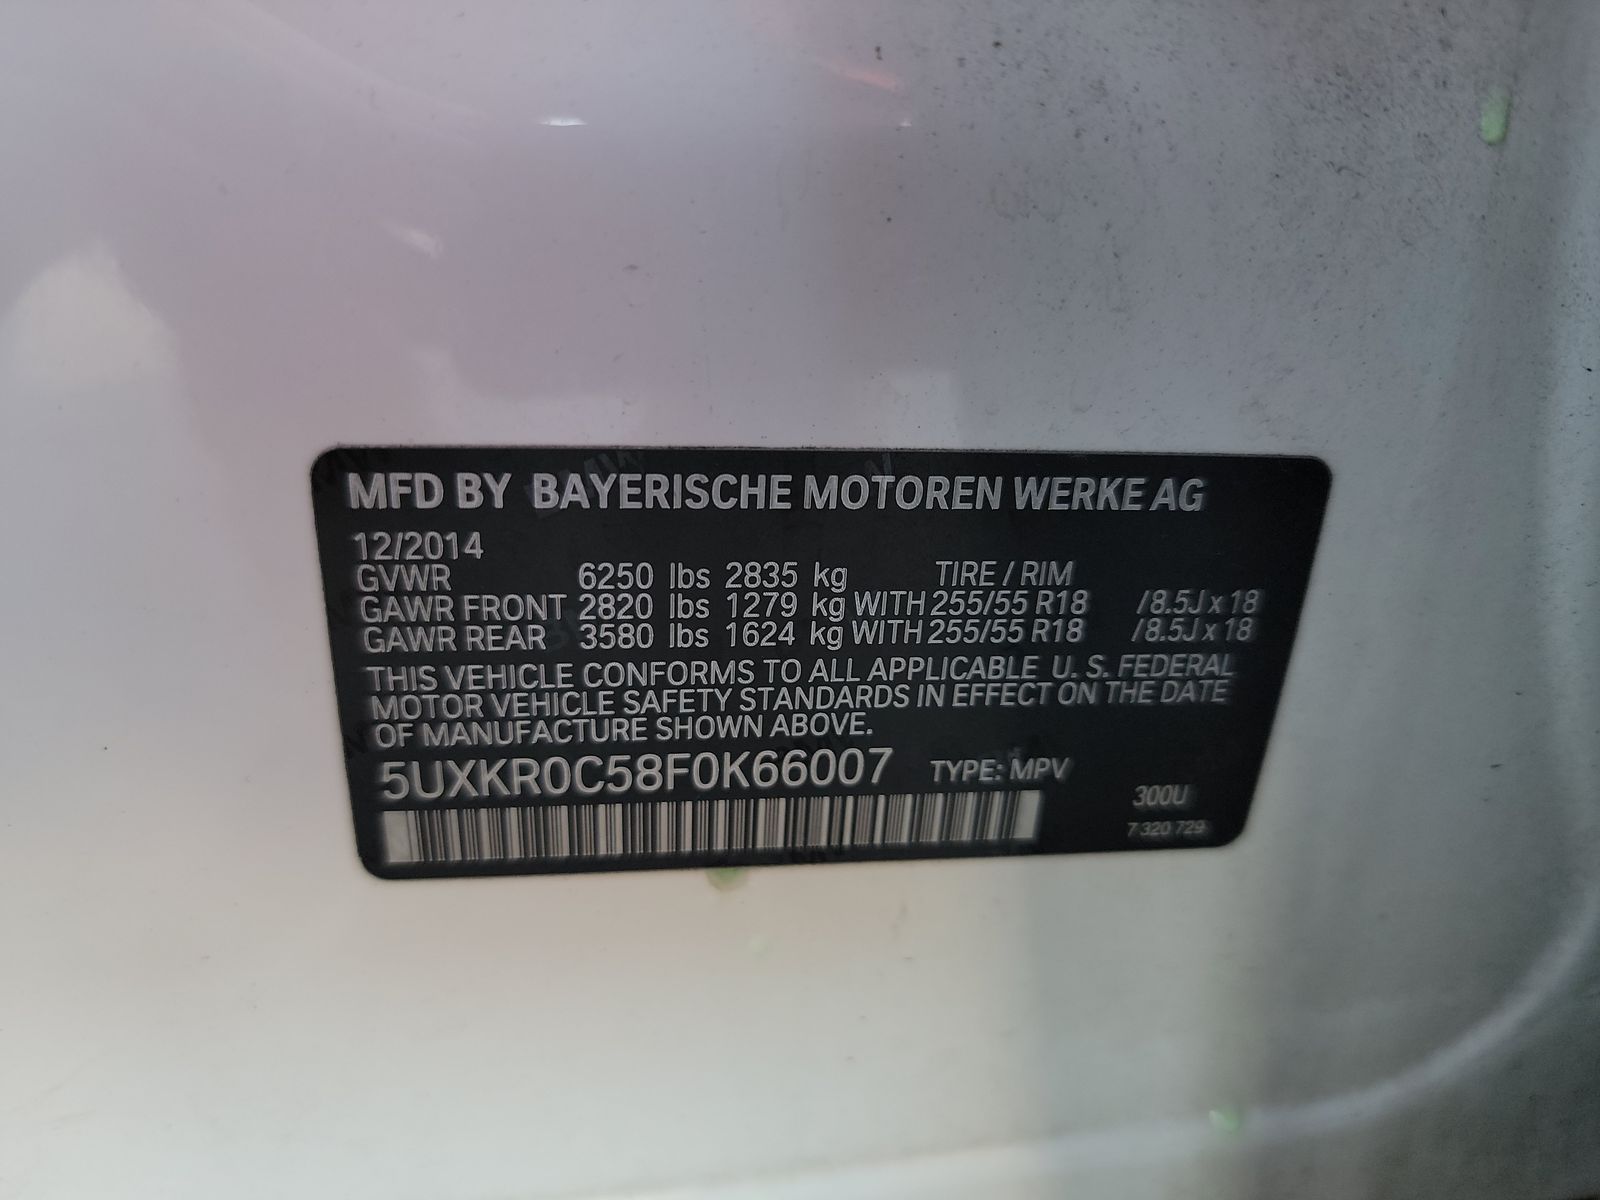 MFD BY BAYERISCHE MOTOREN WERKE AG
12/2014
GVWR 6250 lbs 2835 kg TIRE / RIM
GAWR FRONT 2820 lbs 1279 kg WITH 255/55 R18 /8.5J x 18
GAWR REAR 3580 lbs 1624 kg WITH 255/55 R18 /8.5J x 18
THIS VEHICLE CONFORMS TO ALL APPLICABLE U. S. FEDERAL
MOTOR VEHICLE SAFETY STANDARDS IN EFFECT ON THE DATE
OF MANUFACTURE SHOWN ABOVE.
5UXKR0C58F0K66007 TYPE: MPV
300U
7 320 729